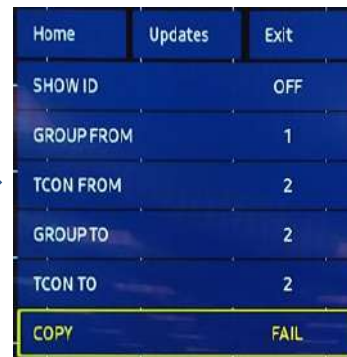 Home Updates Exit
SHOW ID OFF
GROUP FROM 1
TCON FROM 2
GROUP TO 2
TCON TO 2
COPY FAIL